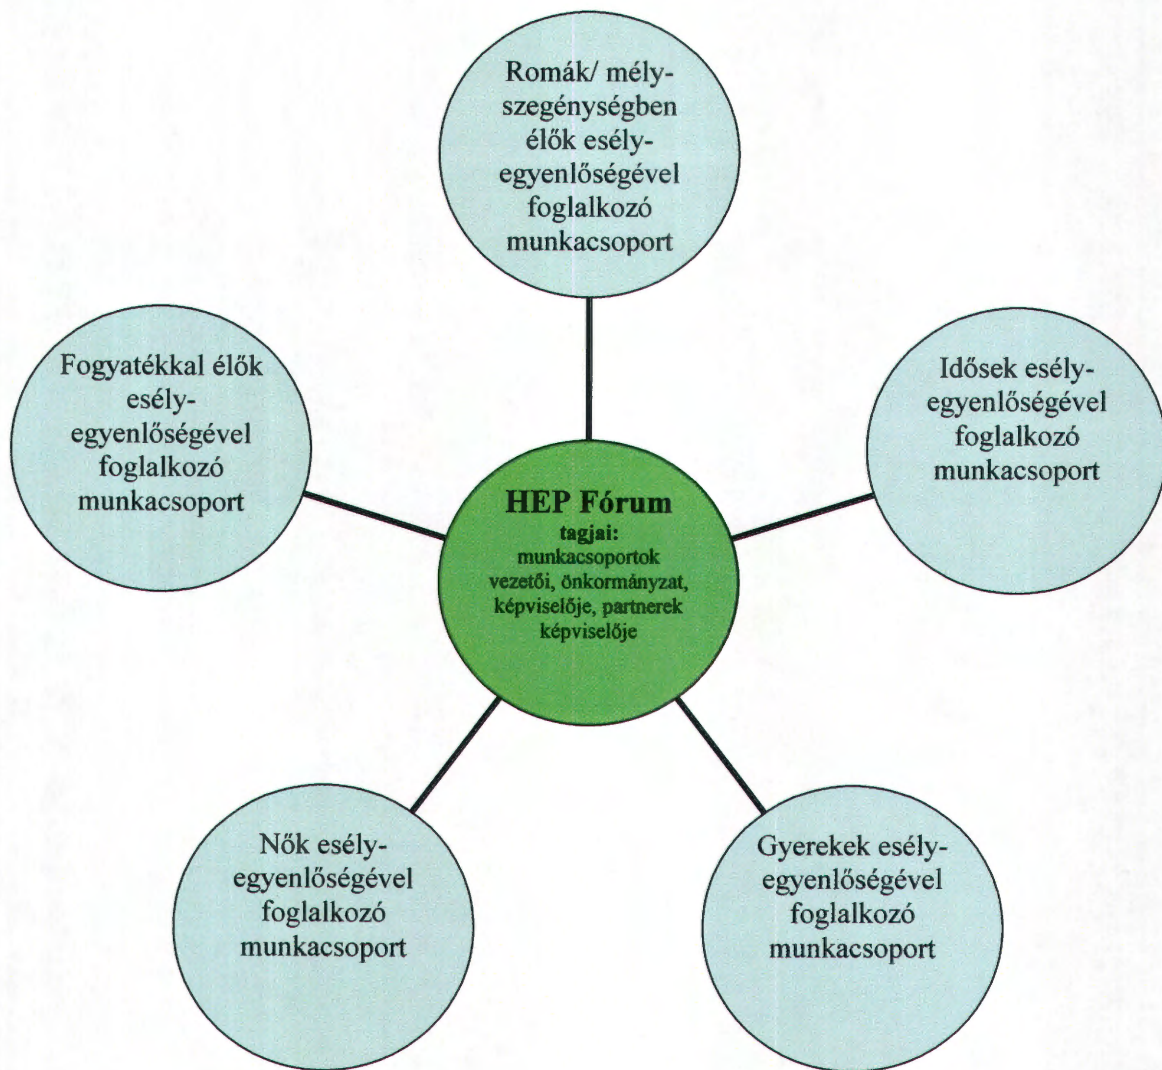 Romák/ mély-
szegénységben
élők esély-
egyenlőségével
foglalkozó
munkacsoport
Fogyatékkal élők
esély-
egyenlőségével
foglalkozó
munkacsoport
Idősek esély-
egyenlőségével
foglalkozó
munkacsoport
HEP Fórum
tagjai:
munkacsoportok
vezetői, önkormányzat,
képviselője, partnerek
képviselője
Nők esély-
egyenlőségével
foglalkozó
munkacsoport
Gyerekek esély-
egyenlőségével
foglalkozó
munkacsoport